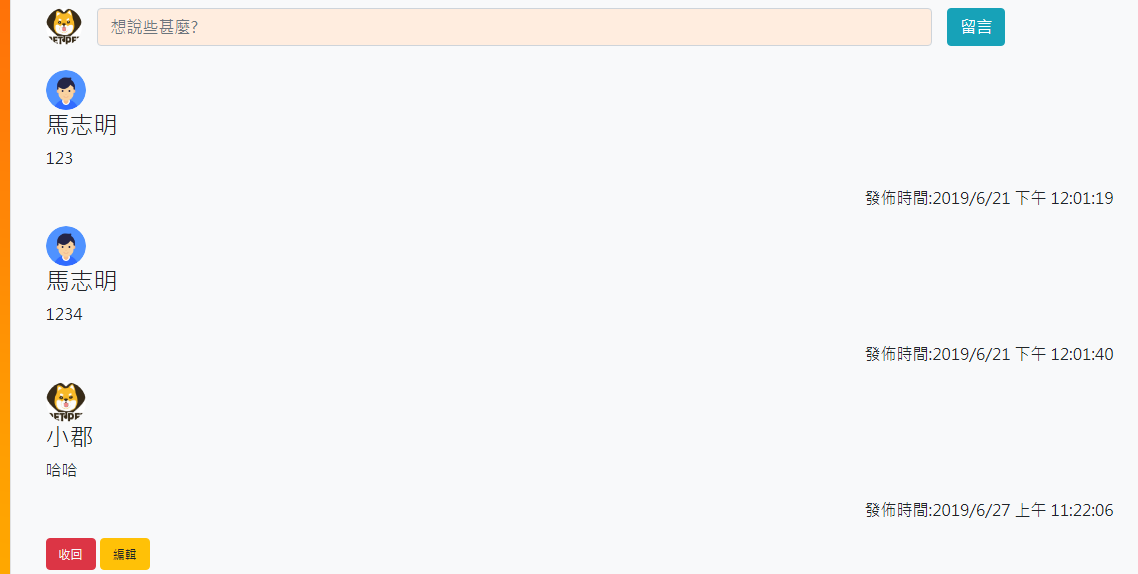 想說些甚麼?
留言
馬志明
123
發佈時間:2019/6/21 下午 12:01:19
馬志明
1234
發佈時間:2019/6/21 下午 12:01:40
小郡
哈哈
發佈時間:2019/6/27 上午 11:22:06
收回 編輯